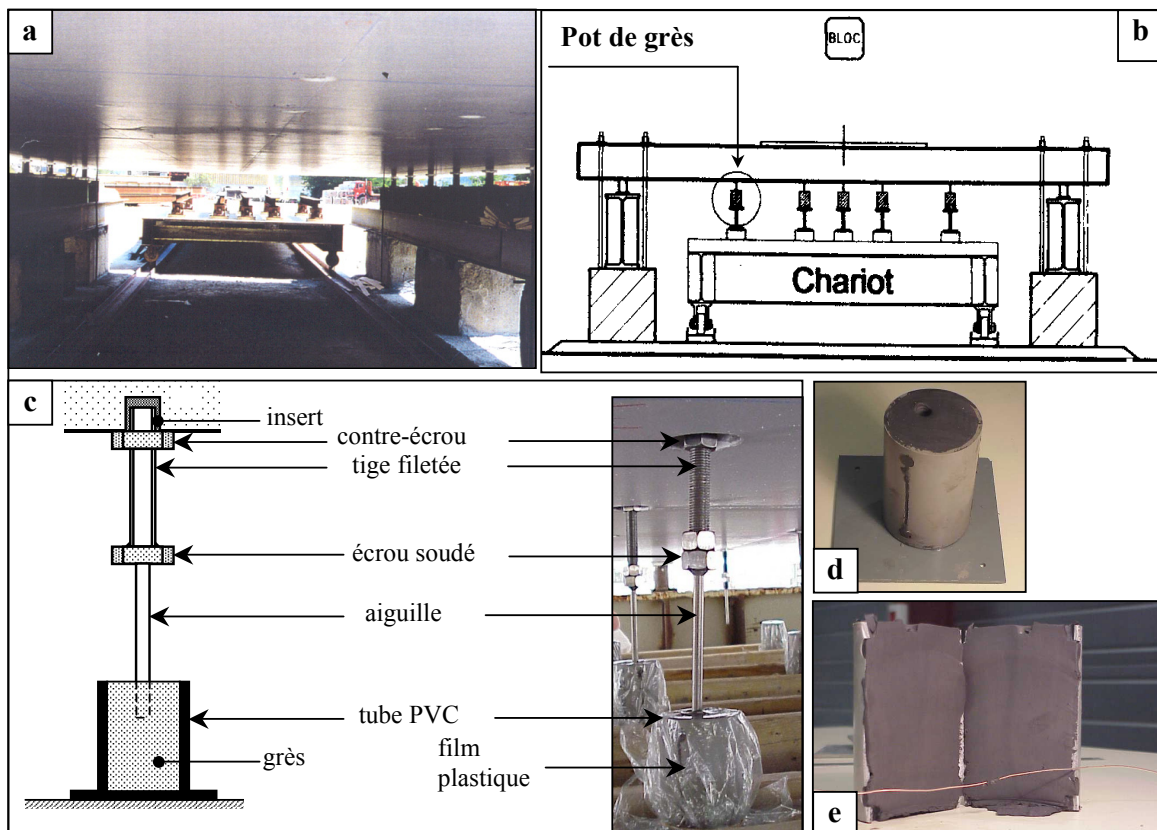 a
b
Pot de grès
BLOC
Chariot
c
insert
contre-écrou
tige filetée
écrou soudé
aiguille
tube PVC
film
plastique
grès
d
e